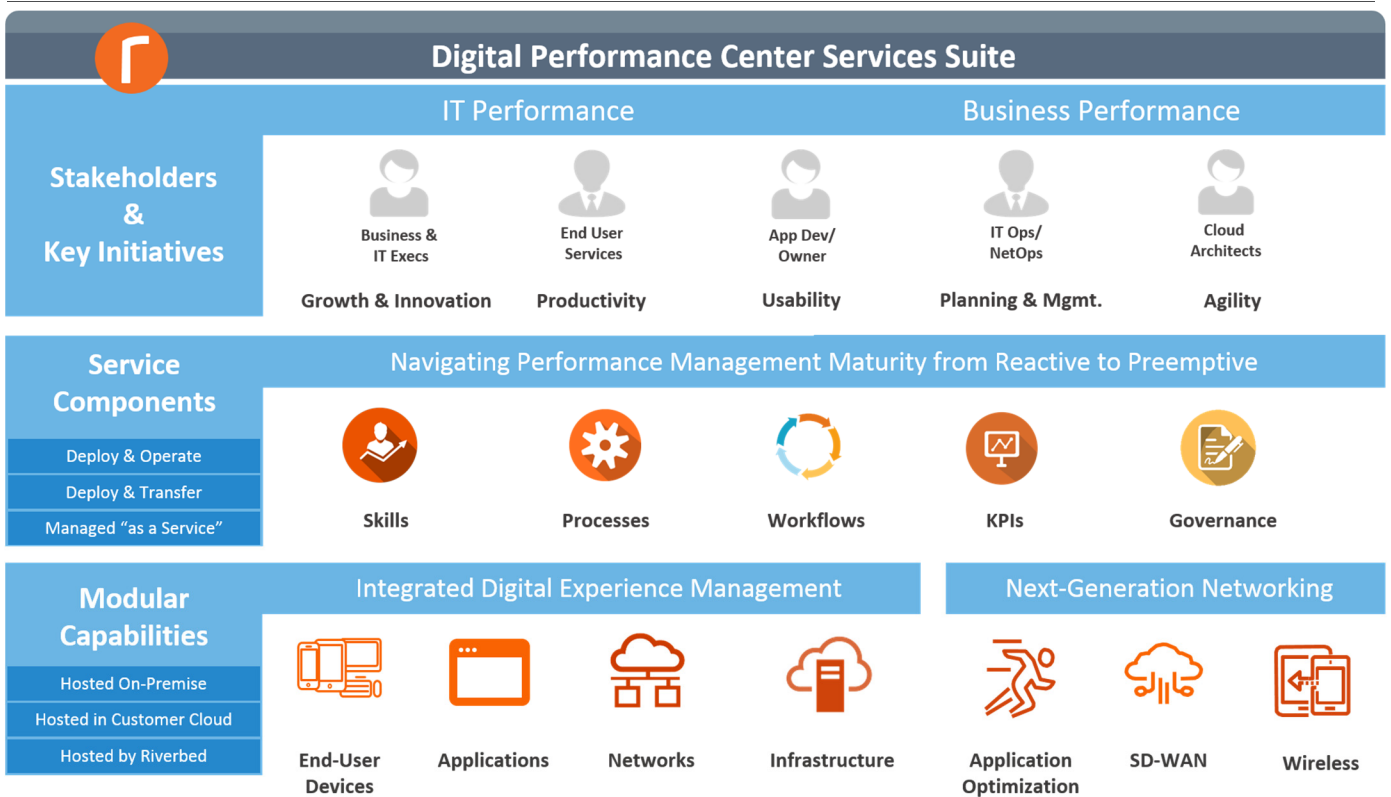 Digital Performance Center Services Suite
IT Performance
Business Performance
Stakeholders
&
Key Initiatives
Business &
IT Execs
End User
Services
App Dev/
Owner
IT Ops/
NetOps
Cloud
Architects
Growth & Innovation
Productivity
Usability
Planning & Mgmt.
Agility
Service
Components
Navigating Performance Management Maturity from Reactive to Preemptive
Deploy & Operate
Deploy & Transfer
Managed “as a Service”
Skills
Processes
Workflows
KPIs
Governance
Modular
Capabilities
Integrated Digital Experience Management
Next-Generation Networking
Hosted On-Premise
Hosted in Customer Cloud
Hosted by Riverbed
End-User
Devices
Applications
Networks
Infrastructure
Application
Optimization
SD-WAN
Wireless